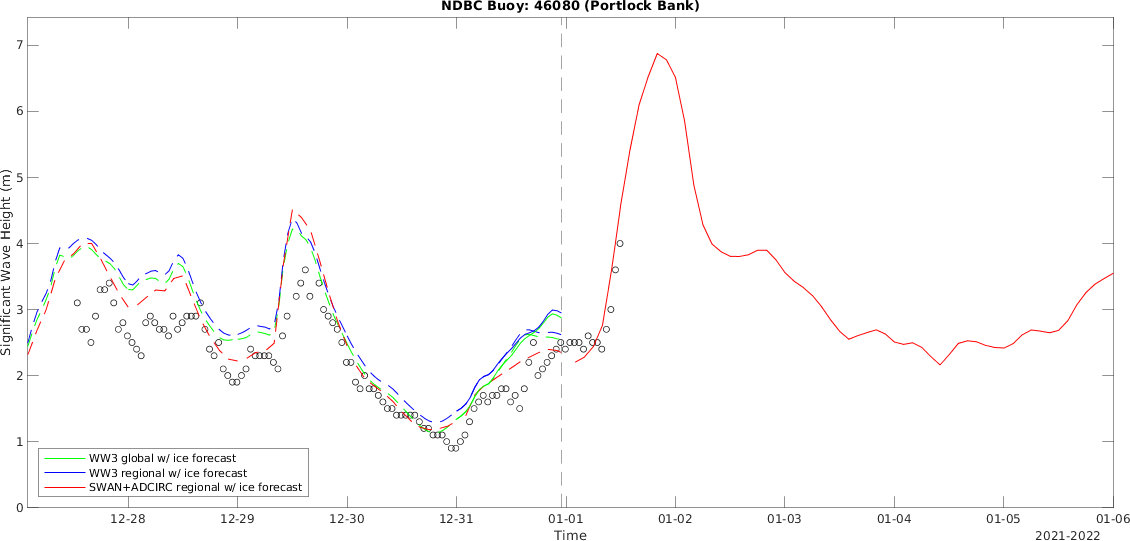 NDBC Buoy: 46080 (Portlock Bank)
7
6
5
4
3
2
1
0
Significant Wave Height (m)
WW3 global w/ ice forecast
WW3 regional w/ ice forecast
SWAN+ADCIRC regional w/ ice forecast
12-28 12-29 12-30 12-31 01-01 01-02 01-03 01-04 01-05 01-06
Time
2021-2022